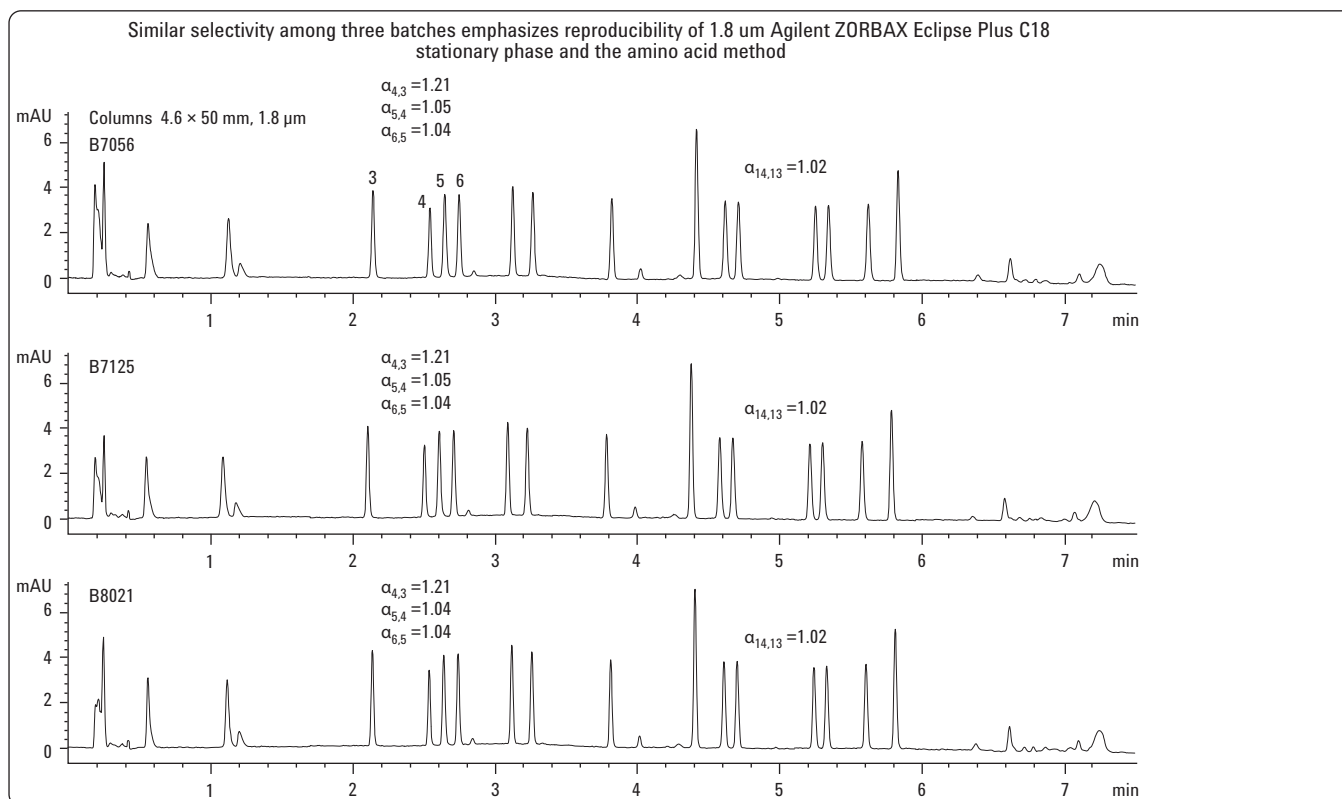 Similar selectivity among three batches emphasizes reproducibility of 1.8 um Agilent ZORBAX Eclipse Plus C18
stationary phase and the amino acid method
α4,3 =1.21
α5,4 =1.05
α6,5 =1.04
mAU
Columns 4.6 × 50 mm, 1.8 µm
B7056
α14,13 =1.02
6
4
2
0
3
4
5
6
1 2 3 4 5 6 7 min
mAU
B7125
α4,3 =1.21
α5,4 =1.05
α6,5 =1.04
α14,13 =1.02
6
4
2
0
1 2 3 4 5 6 7 min
mAU
B8021
α4,3 =1.21
α5,4 =1.04
α6,5 =1.04
α14,13 =1.02
6
4
2
0
1 2 3 4 5 6 7 min